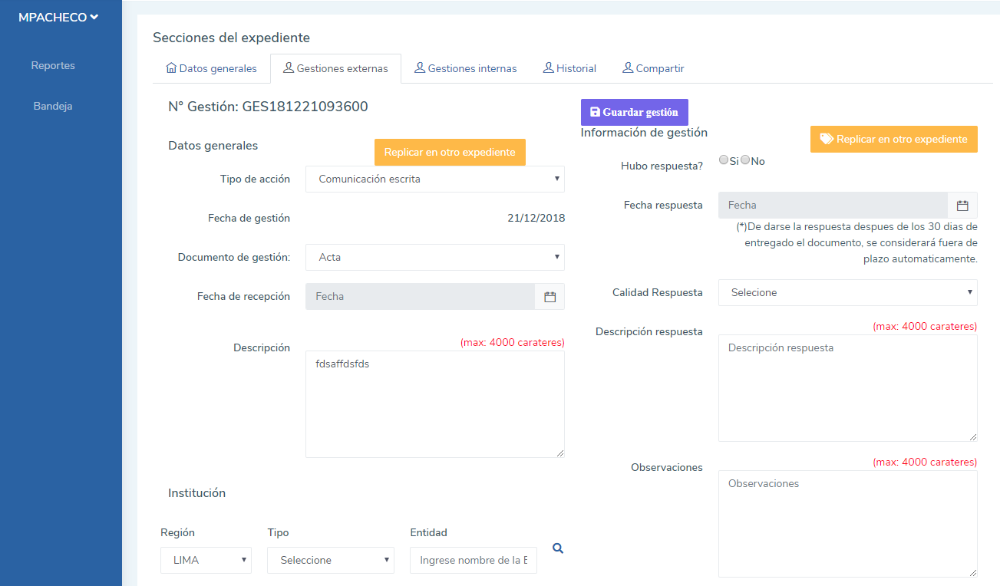 MPACHECO
Reportes
Bandeja
Secciones del expediente
Datos generales
Gestiones externas
Gestiones internas
Historial
Compartir
N° Gestión: GES181221093600
Datos generales
Replicar en otro expediente
Tipo de acción
Comunicación escrita
Fecha de gestión
21/12/2018
Documento de gestión:
Acta
Fecha de recepción
Fecha
Descripción
(max: 4000 carateres)
fdsaffdsfds
Institución
Región
Tipo
Entidad
LIMA
Seleccione
Ingrese nombre de la E
Guardar gestión
Información de gestión
Replicar en otro expediente
Hubo respuesta?
Si
No
Fecha respuesta
Fecha
(*)De darse la respuesta despues de los 30 dias de
entregado el documento, se considerará fuera de
plazo automaticamente.
Calidad Respuesta
Selecione
Descripción respuesta
(max: 4000 carateres)
Descripción respuesta
Observaciones
(max: 4000 carateres)
Observaciones